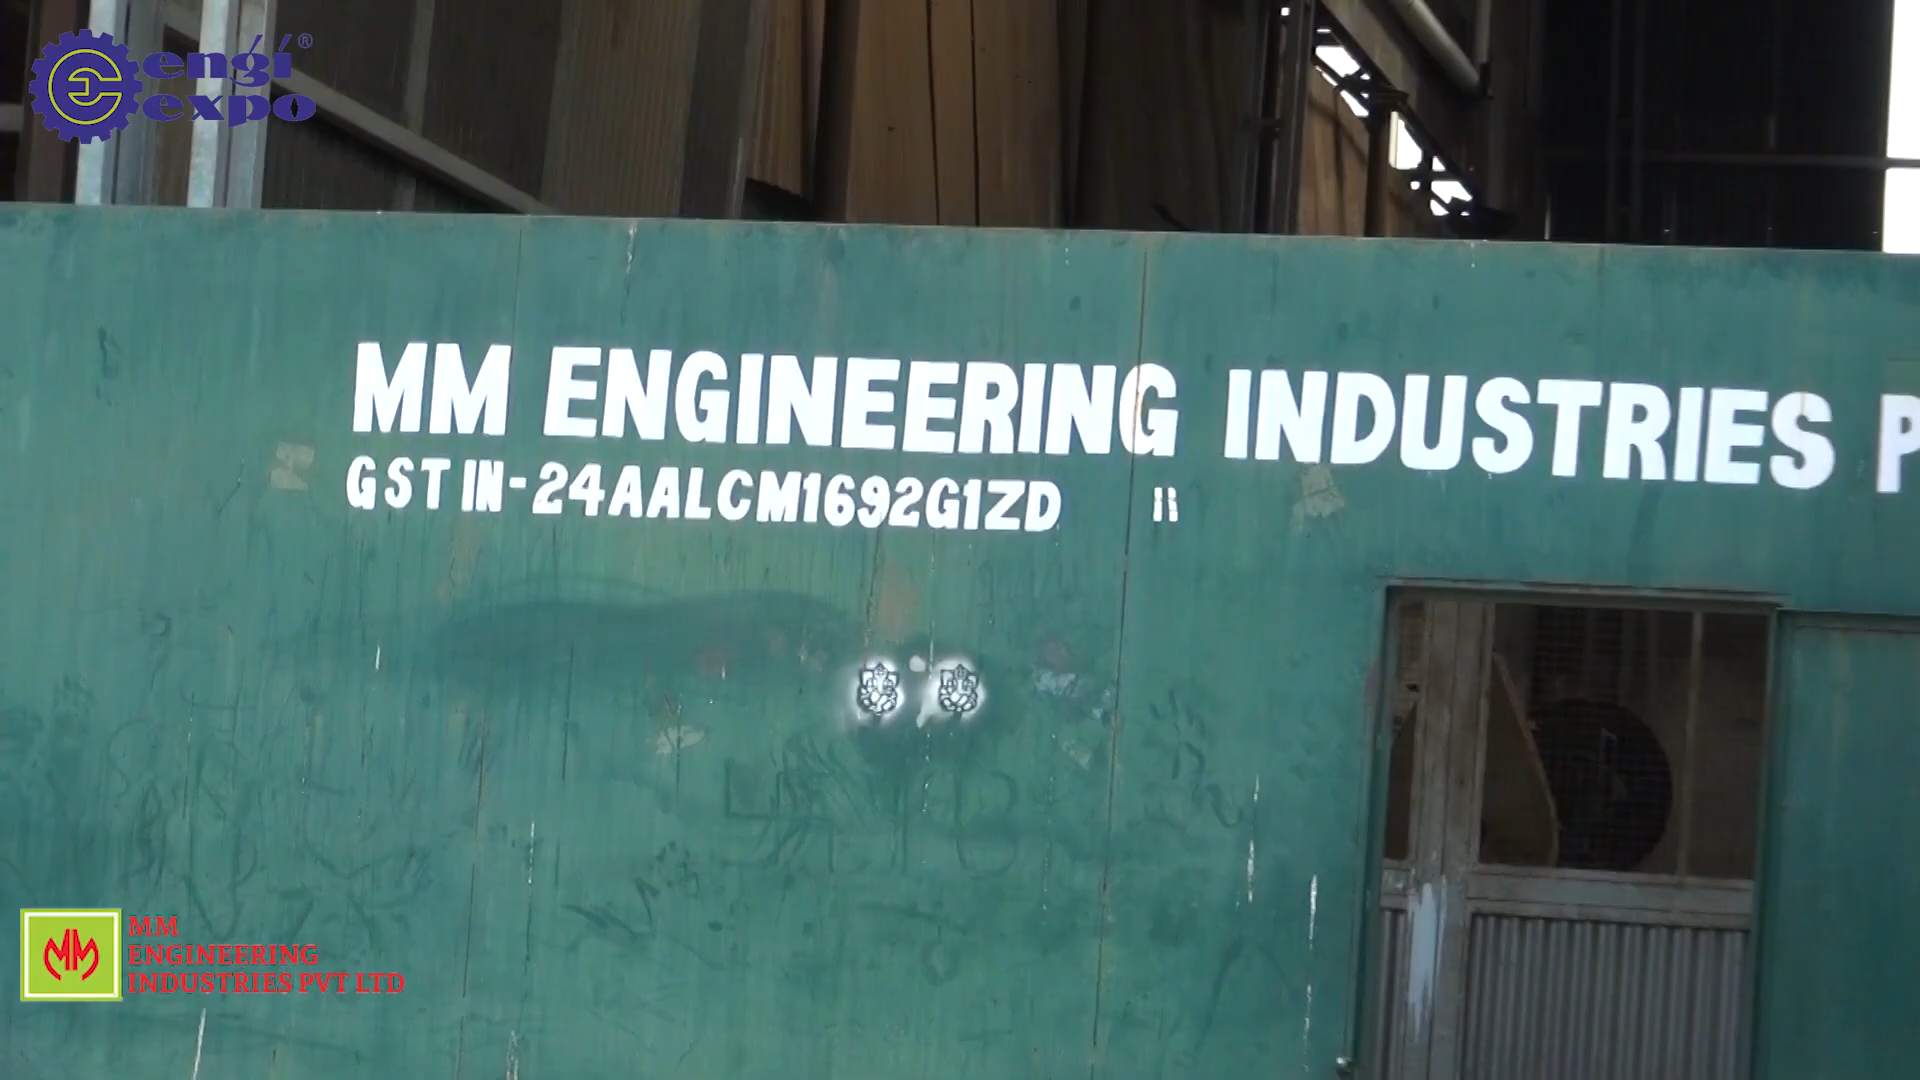 engi®
expo
MM ENGINEERING INDUSTRIES P
GST IN-24AALCM1692G1ZD
MM
ENGINEERING
INDUSTRIES PVT LTD